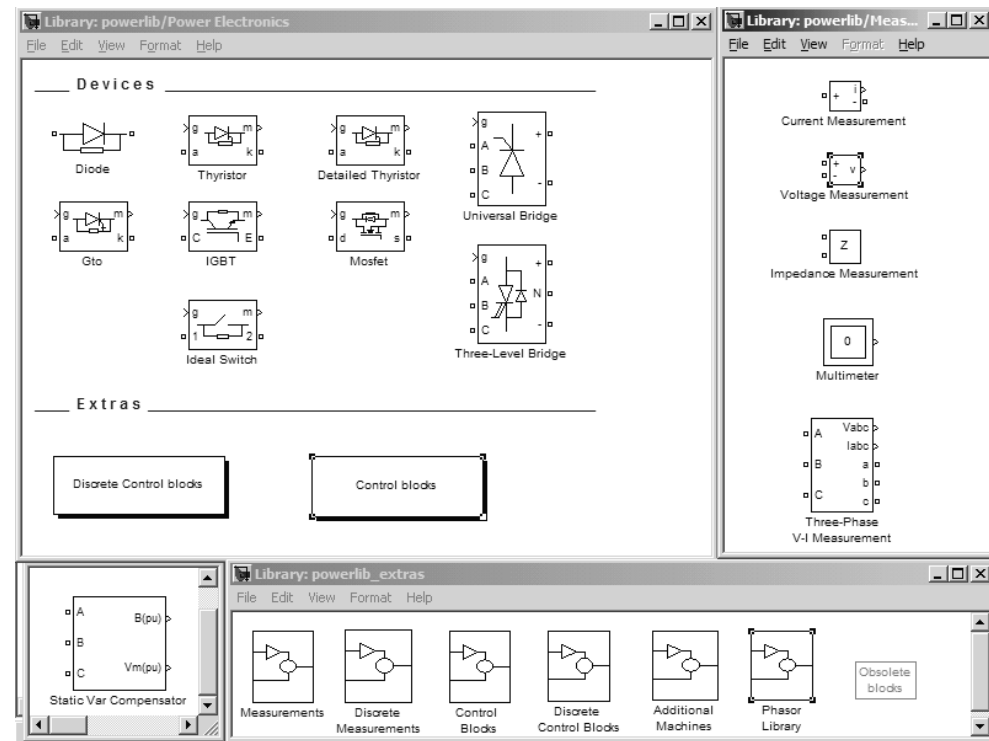 Library: powerlib/Power Electronics
File Edit View Format Help
Devices
g m
a k
Diode
Thyristor
g m
a k
Detailed Thyristor
g
A
B
C
+
-
Universal Bridge
g m
a k
Gto
g m
C E
IGBT
g m
d s
Mosfet
g
A
B
C
+
N
-
Three-Level Bridge
g m
1 2
Ideal Switch
Extras
Discrete Control blocks
Control blocks
Library: powerlib/Meas...
File Edit View Format Help
+ i
-
Current Measurement
+ v
-
Voltage Measurement
Z
Impedance Measurement
0
Multimeter
A Vabc
Iabc
B a
b
C c
Three-Phase
V-I Measurement
A B(pu)
B
C Vm(pu)
Static Var Compensator
Library: powerlib_extras
File Edit View Format Help
Measurements
Discrete
Measurements
Control
Blocks
Discrete
Control Blocks
Additional
Machines
Phasor
Library
Obsolete
blocks